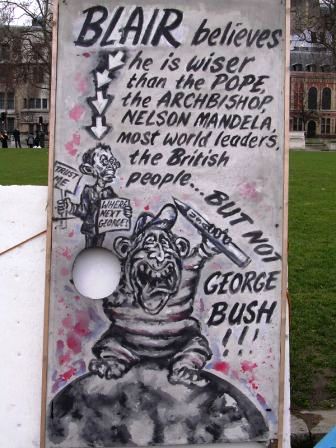 BLAIR believes
he is wiser
than the POPE,
the ARCHBISHOP
NELSON MANDELA,
most world leaders,
the British
people...
BUT NOT
GEORGE
BUSH
!!!
TRUST
ME
WHERE
NEXT
GEORGE?